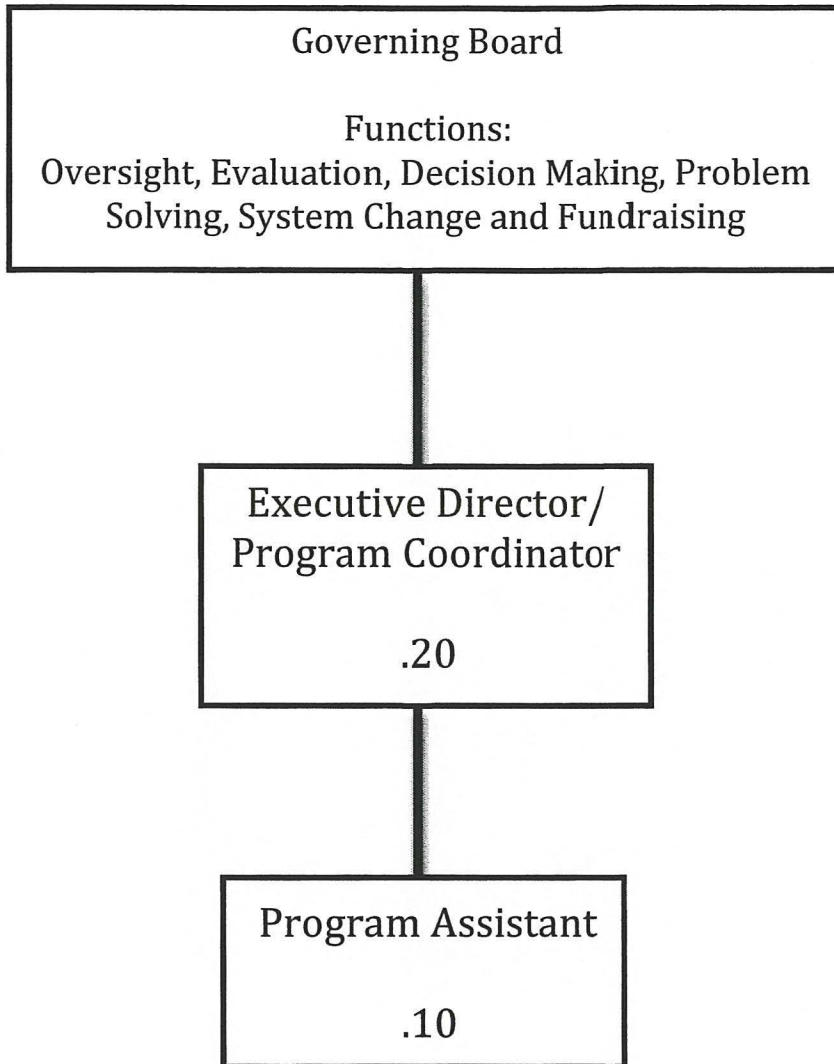 Governing Board
Functions:
Oversight, Evaluation, Decision Making, Problem
Solving, System Change and Fundraising
Executive Director/
Program Coordinator
.20
Program Assistant
.10